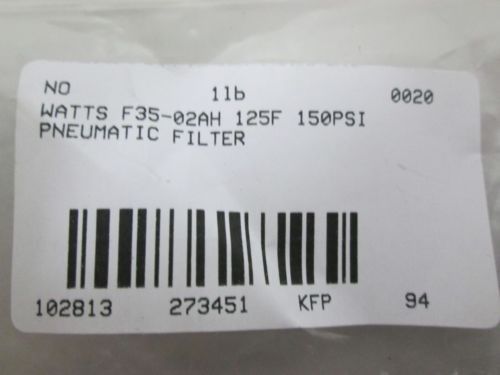 NO 1lb 0020
WATTS F35-02AH 125F 150PSI
PNEUMATIC FILTER
102813 273451 KFP 94